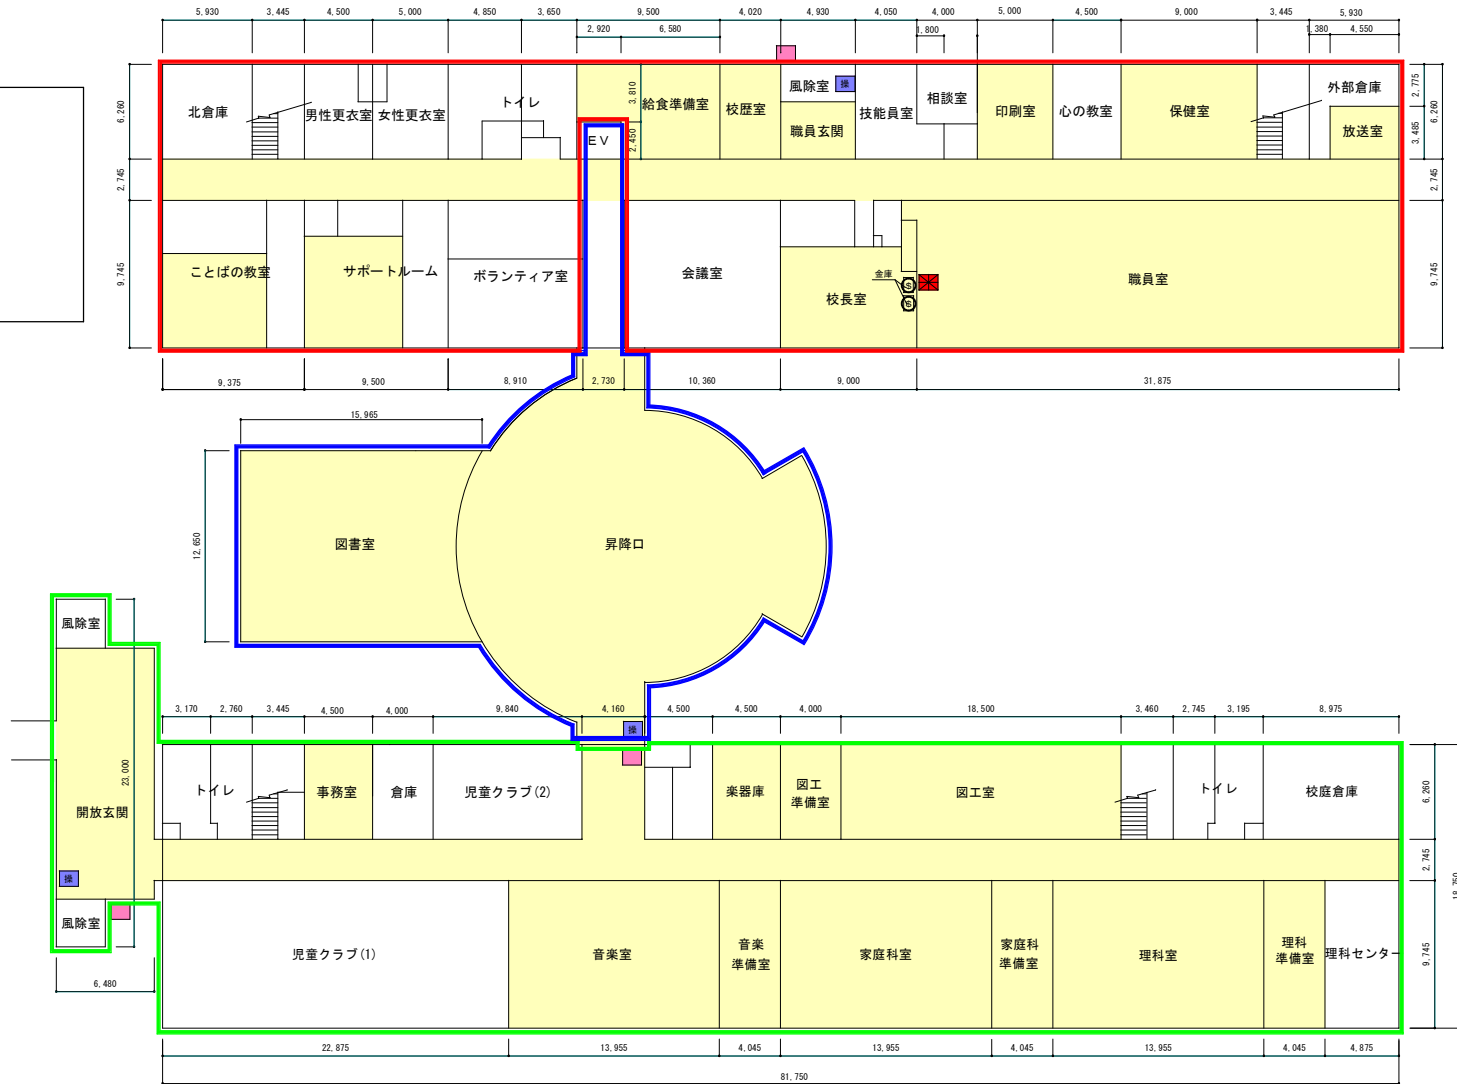 5,930 3,445 4,500 5,000 4,850 3,650 9,500 4,020 4,930 4,050 4,000 5,000 4,500 9,000 3,445 5,930
2,920 6,580 1,800 1,380 4,550
北倉庫 男性更衣室 女性更衣室 トイレ 給食準備室 校歴室 風除室 操 技能員室 相談室 印刷室 心の教室 保健室 外部倉庫
職員玄関 放送室
EV
6,260 3,810 2,450 2,775 3,485 6,260
2,745 2,745
9,745 9,745
ことばの教室 サポートルーム ボランティア室 会議室 校長室 金庫 職員室
S
S
9,375 9,500 8,910 2,730 10,360 9,000 31,875
15,965
12,650
図書室 昇降口
風除室
23,000
開放玄関
操
風除室
6,480
操
3,170 2,760 3,445 4,500 4,000 9,840 4,160 4,500 4,500 4,000 18,500 3,460 2,745 3,195 8,975
トイレ 事務室 倉庫 児童クラブ(2) 楽器庫 図工
準備室 図工室 トイレ 校庭倉庫
6,260
2,745
9,745
児童クラブ(1) 音楽室 音楽
準備室 家庭科室 家庭科
準備室 理科室 理科
準備室 理科センター
22,875 13,955 4,045 13,955 4,045 13,955 4,045 4,875
81,750